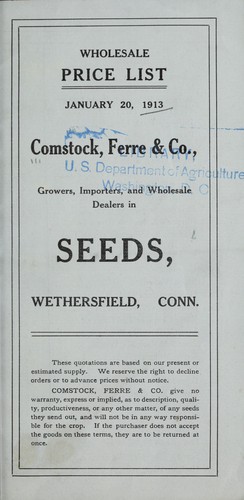 WHOLESALE
PRICE LIST
JANUARY 20, 1913
Comstock, Ferre & Co.,
LIBRARY
U. S. Department of Agriculture
Washington, D. C.
Growers, Importers, and Wholesale
Dealers in
SEEDS,
WETHERSFIELD, CONN.
These quotations are based on our present or
estimated supply. We reserve the right to decline
orders or to advance prices without notice.
COMSTOCK, FERRE & CO. give no
warranty, express or implied, as to description, qual-
ity, productiveness, or any other matter, of any seeds
they send out, and will not be in any way responsi-
ble for the crop. If the purchaser does not accept
the goods on these terms, they are to be returned at
once.